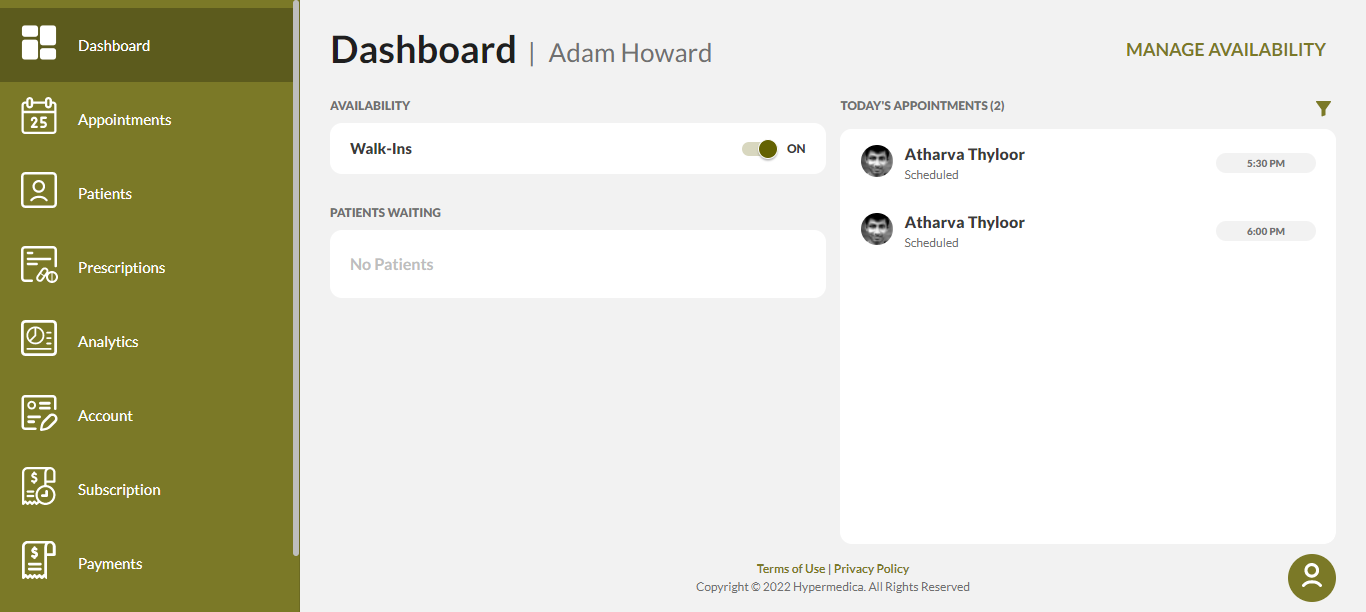 Dashboard
Appointments
25
Patients
Prescriptions
Analytics
Account
$
Subscription
$
Payments
Dashboard | Adam Howard
MANAGE AVAILABILITY
AVAILABILITY
Walk-Ins ON
PATIENTS WAITING
No Patients
TODAY'S APPOINTMENTS (2)
Atharva Thyloor
Scheduled
5:30 PM
Atharva Thyloor
Scheduled
6:00 PM
Terms of Use | Privacy Policy
Copyright © 2022 Hypermedica. All Rights Reserved